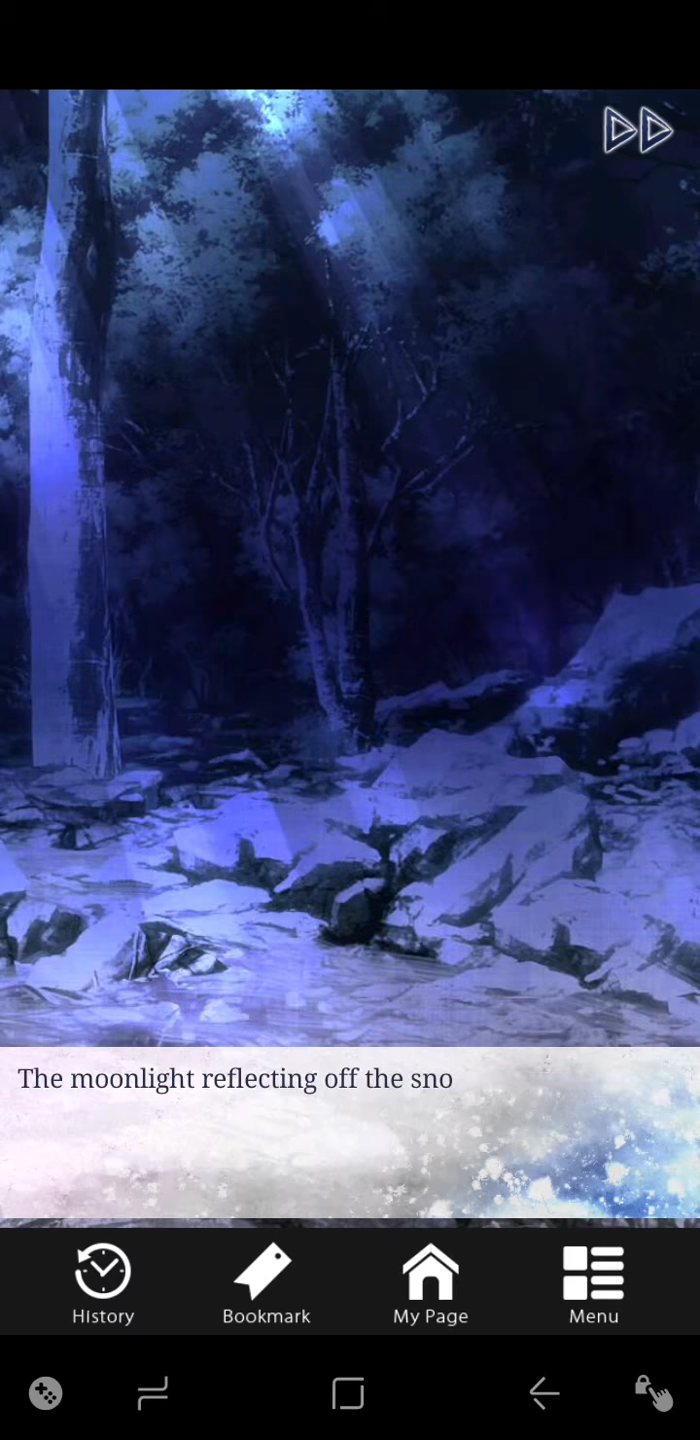 The moonlight reflecting off the sno
History
Bookmark
My Page
Menu